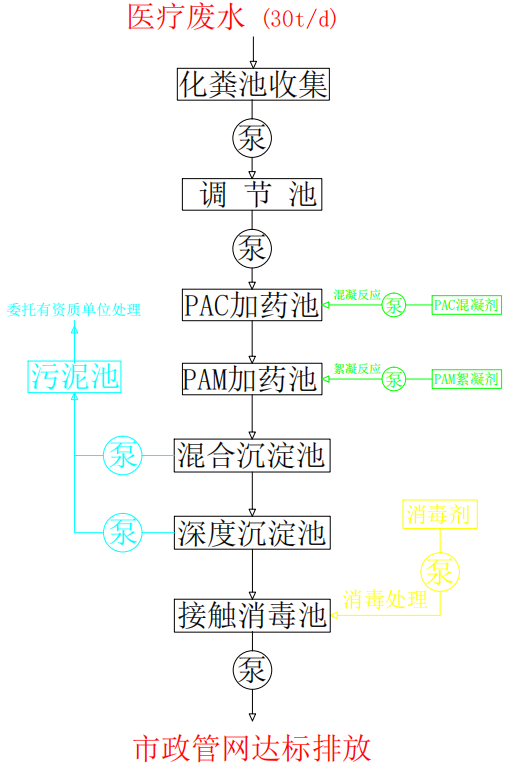 医疗废水 (30t/d)
化粪池收集
泵
调 节 池
泵
PAC加药池
混凝反应
泵
PAC混凝剂
委托有资质单位处理
污泥池
PAM加药池
絮凝反应
泵
PAM絮凝剂
泵
混合沉淀池
泵
深度沉淀池
消毒剂
泵
消毒处理
接触消毒池
泵
市政管网达标排放